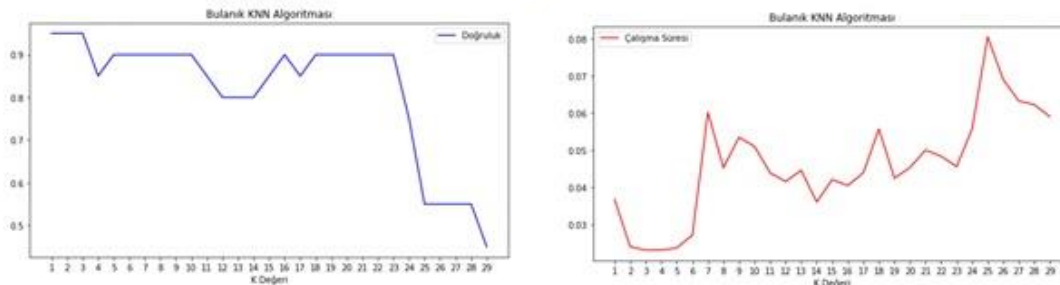 Bulanık KNN Algoritması
Doğruluk
0.9
0.8
0.7
0.6
0.5
1 2 3 4 5 6 7 8 9 10 11 12 13 14 15 16 17 18 19 20 21 22 23 24 25 26 27 28 29
K Değeri
Bulanık KNN Algoritması
Çalışma Süresi
0.08
0.07
0.06
0.05
0.04
0.03
1 2 3 4 5 6 7 8 9 10 11 12 13 14 15 16 17 18 19 20 21 22 23 24 25 26 27 28 29
K Değeri